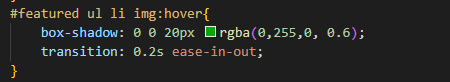 #featured ul li img:hover{
box-shadow: 0 0 20px rgba(0,255,0, 0.6);
transition: 0.2s ease-in-out;
}